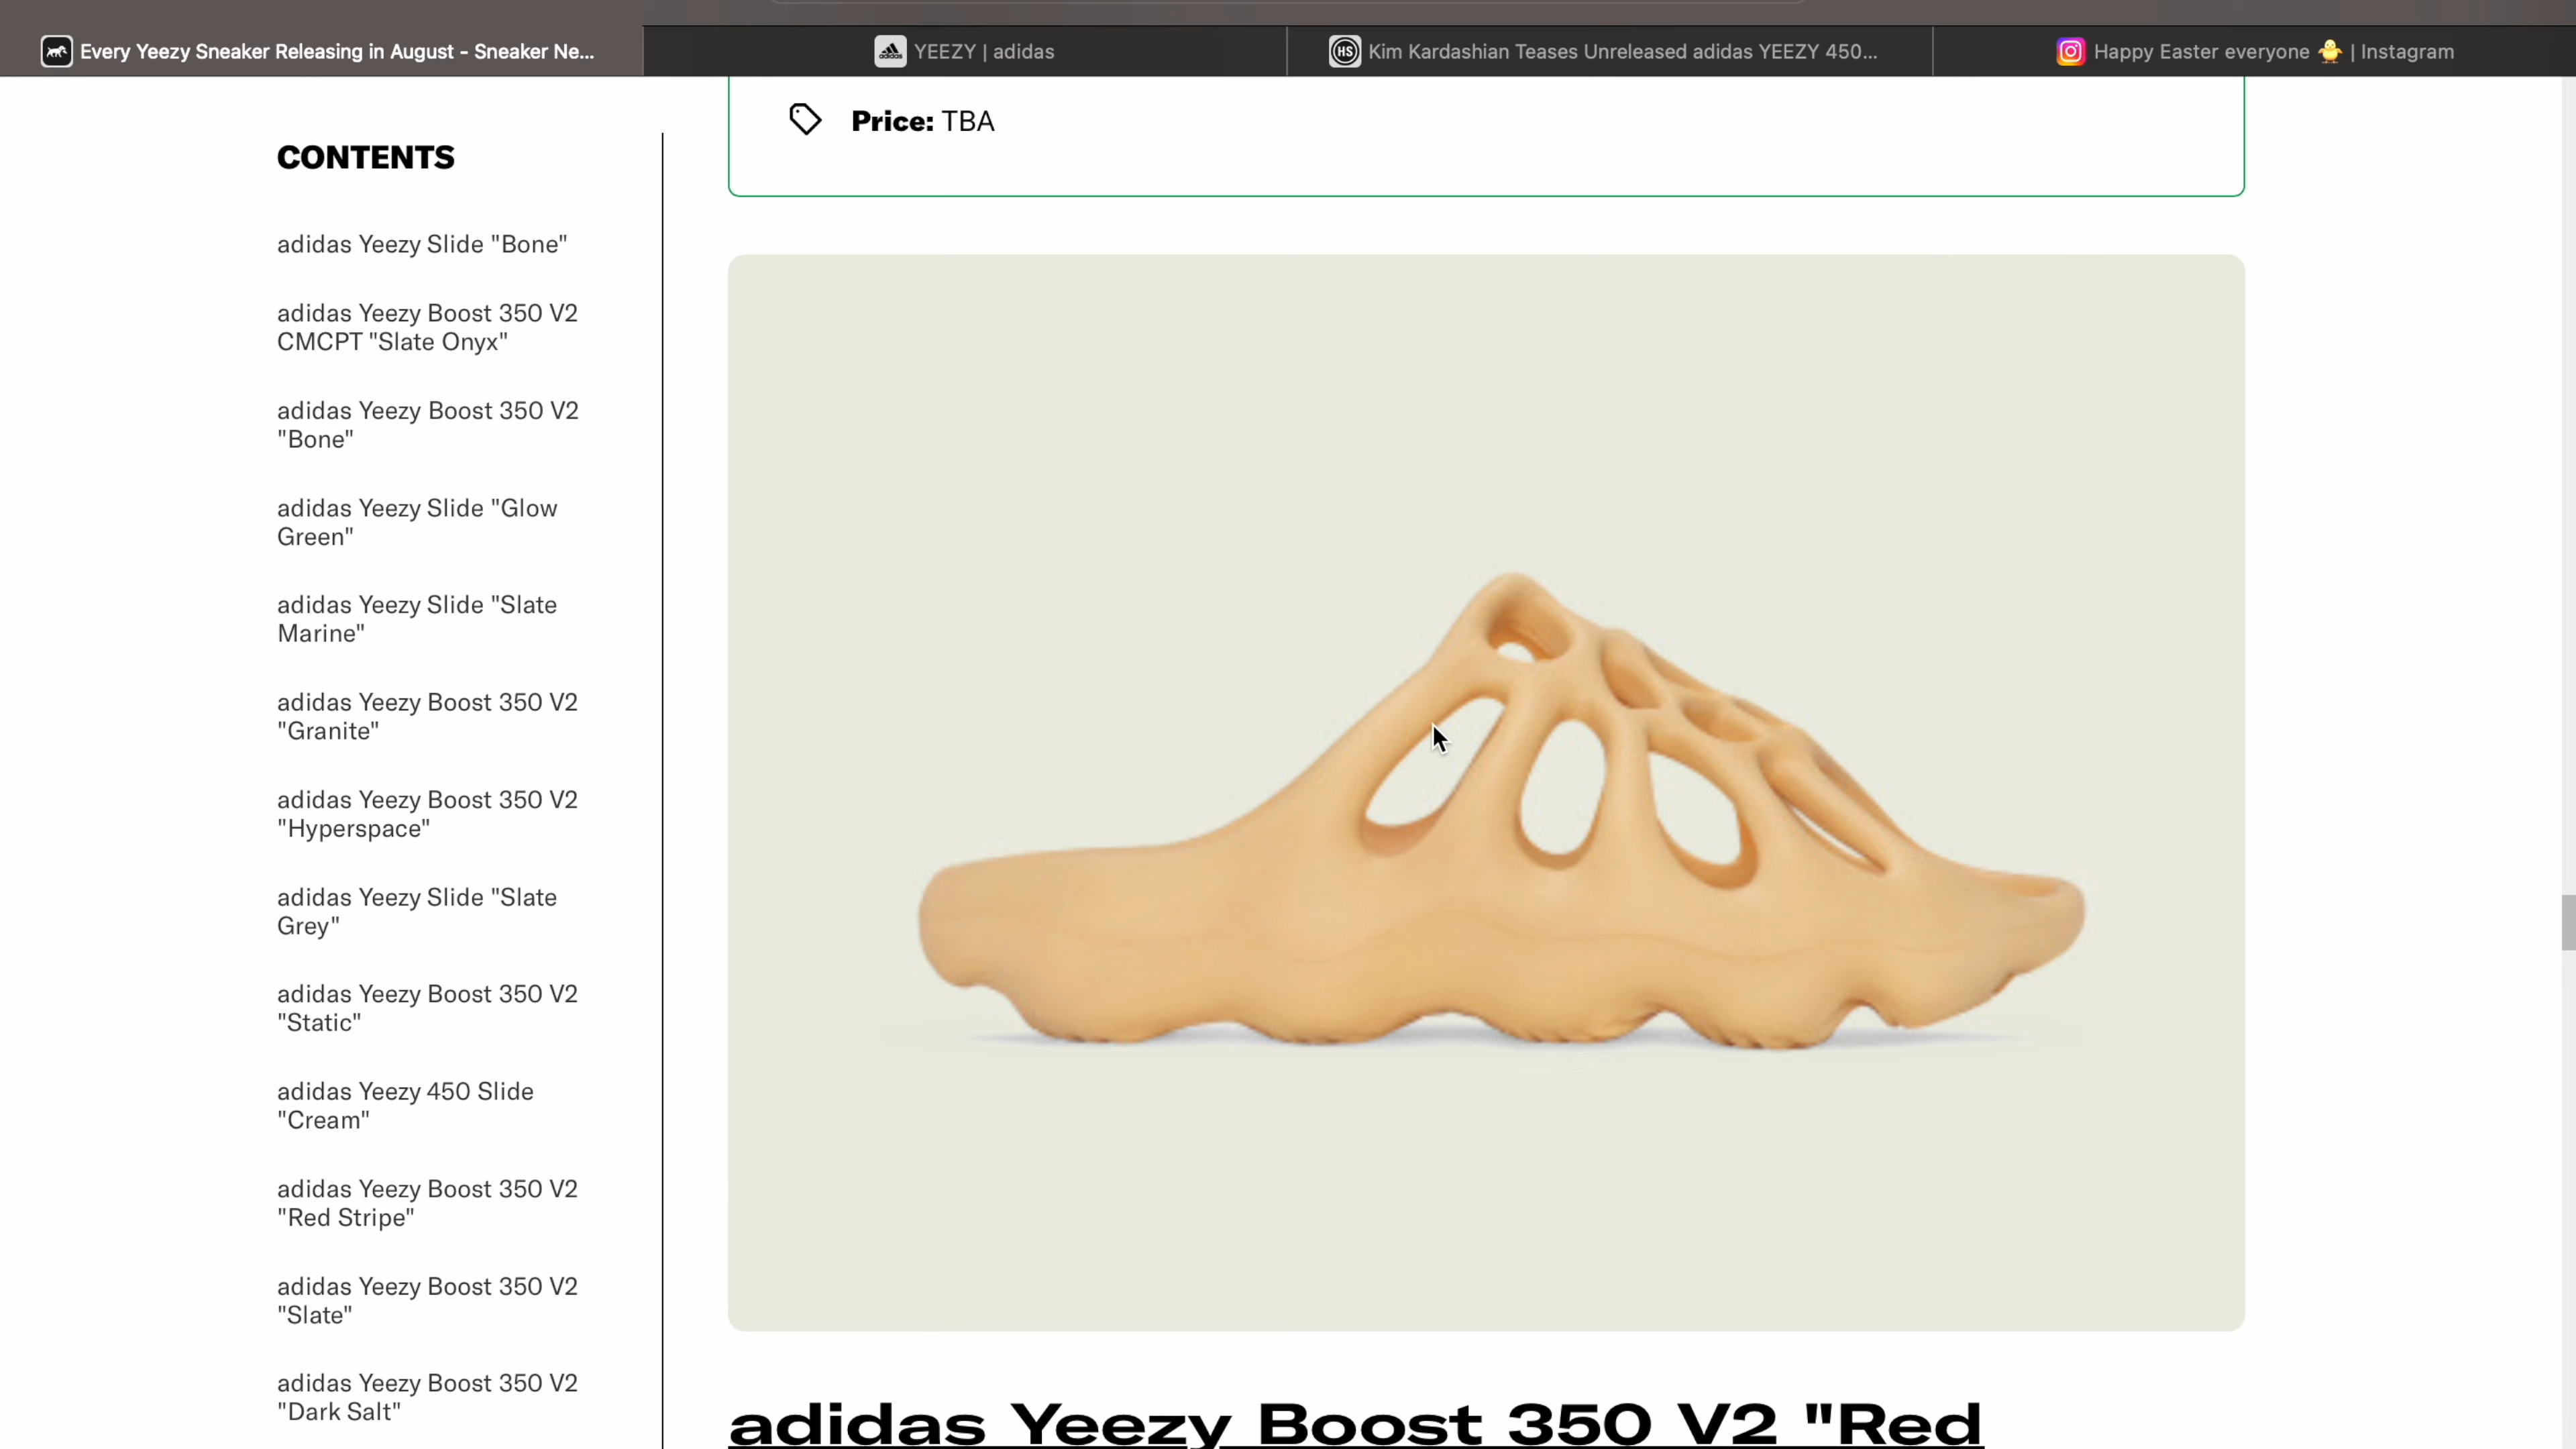 Every Yeezy Sneaker Releasing in August - Sneaker Ne...
YEEZY | adidas
HS
Kim Kardashian Teases Unreleased adidas YEEZY 450...
Happy Easter everyone 🐥 | Instagram
CONTENTS
adidas Yeezy Slide "Bone"
adidas Yeezy Boost 350 V2
CMCPT "Slate Onyx"
adidas Yeezy Boost 350 V2
"Bone"
adidas Yeezy Slide "Glow
Green"
adidas Yeezy Slide "Slate
Marine"
adidas Yeezy Boost 350 V2
"Granite"
adidas Yeezy Boost 350 V2
"Hyperspace"
adidas Yeezy Slide "Slate
Grey"
adidas Yeezy Boost 350 V2
"Static"
adidas Yeezy 450 Slide
"Cream"
adidas Yeezy Boost 350 V2
"Red Stripe"
adidas Yeezy Boost 350 V2
"Slate"
adidas Yeezy Boost 350 V2
"Dark Salt"
Price: TBA
adidas Yeezy Boost 350 V2 "Red